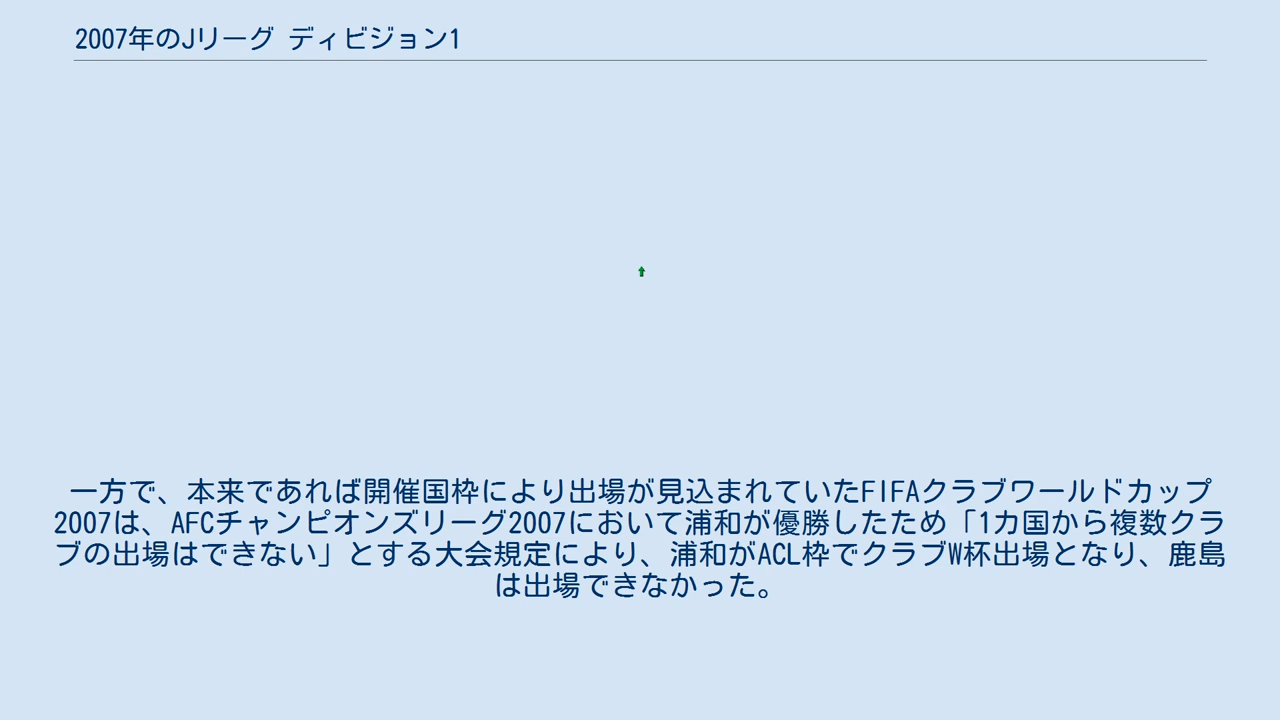 2007年のJリーグ ディビジョン1
一方で、本来であれば開催国枠により出場が見込まれていたFIFAクラブワールドカップ
2007は、AFCチャンピオンズリーグ2007において浦和が優勝したため「1カ国から複数クラ
ブの出場はできない」とする大会規定により、浦和がACL枠でクラブW杯出場となり、鹿島
は出場できなかった。